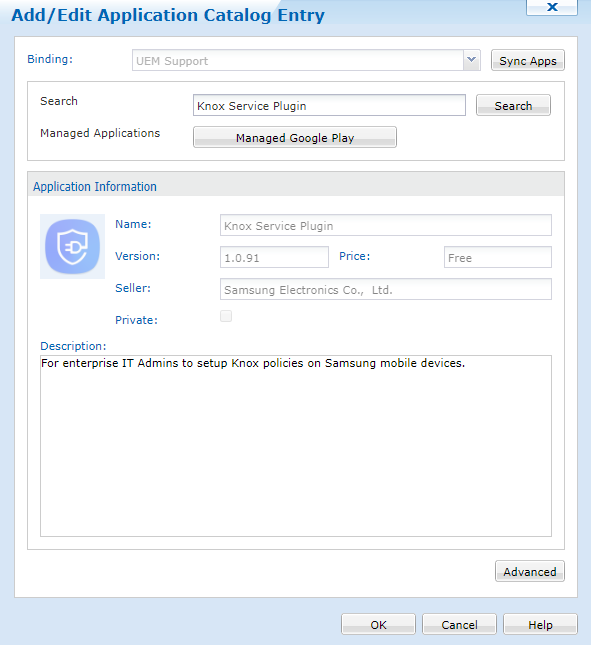 Add/Edit Application Catalog Entry
x
Binding: UEM Support Sync Apps
Search Knox Service Plugin Search
Managed Applications Managed Google Play
Application Information
Name: Knox Service Plugin
Version: 1.0.91 Price: Free
Seller: Samsung Electronics Co., Ltd.
Private:
Description:
For enterprise IT Admins to setup Knox policies on Samsung mobile devices.
Advanced
OK Cancel Help